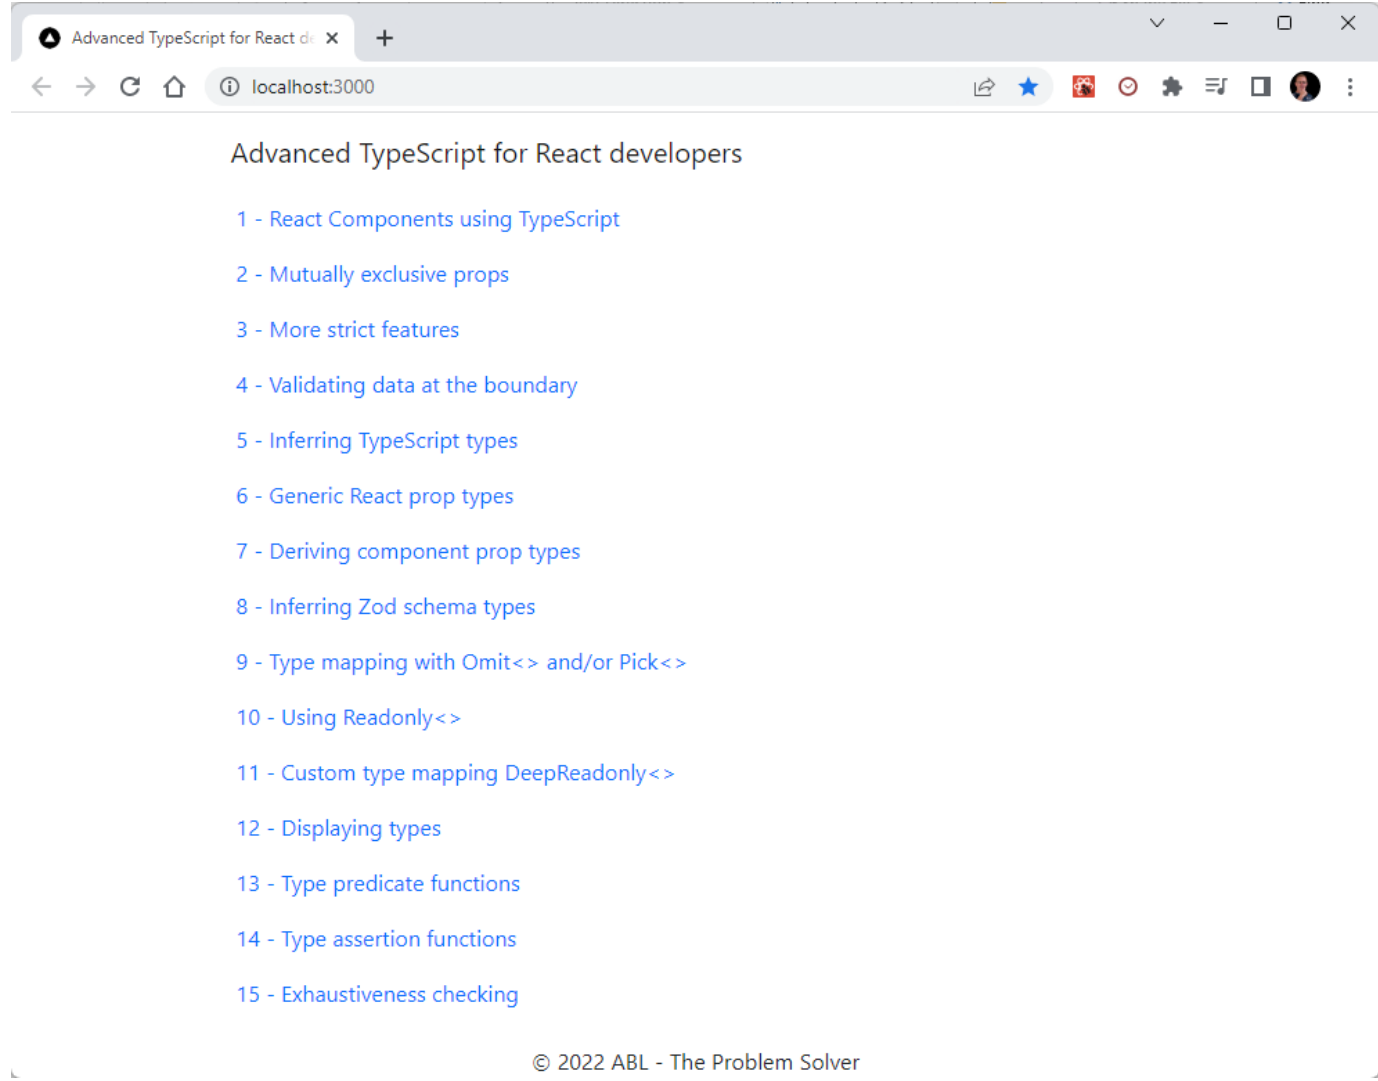 Advanced TypeScript for React de
localhost:3000
Advanced TypeScript for React developers
1 - React Components using TypeScript
2 - Mutually exclusive props
3 - More strict features
4 - Validating data at the boundary
5 - Inferring TypeScript types
6 - Generic React prop types
7 - Deriving component prop types
8 - Inferring Zod schema types
9 - Type mapping with Omit<> and/or Pick<>
10 - Using Readonly<>
11 - Custom type mapping DeepReadonly<>
12 - Displaying types
13 - Type predicate functions
14 - Type assertion functions
15 - Exhaustiveness checking
© 2022 ABL - The Problem Solver